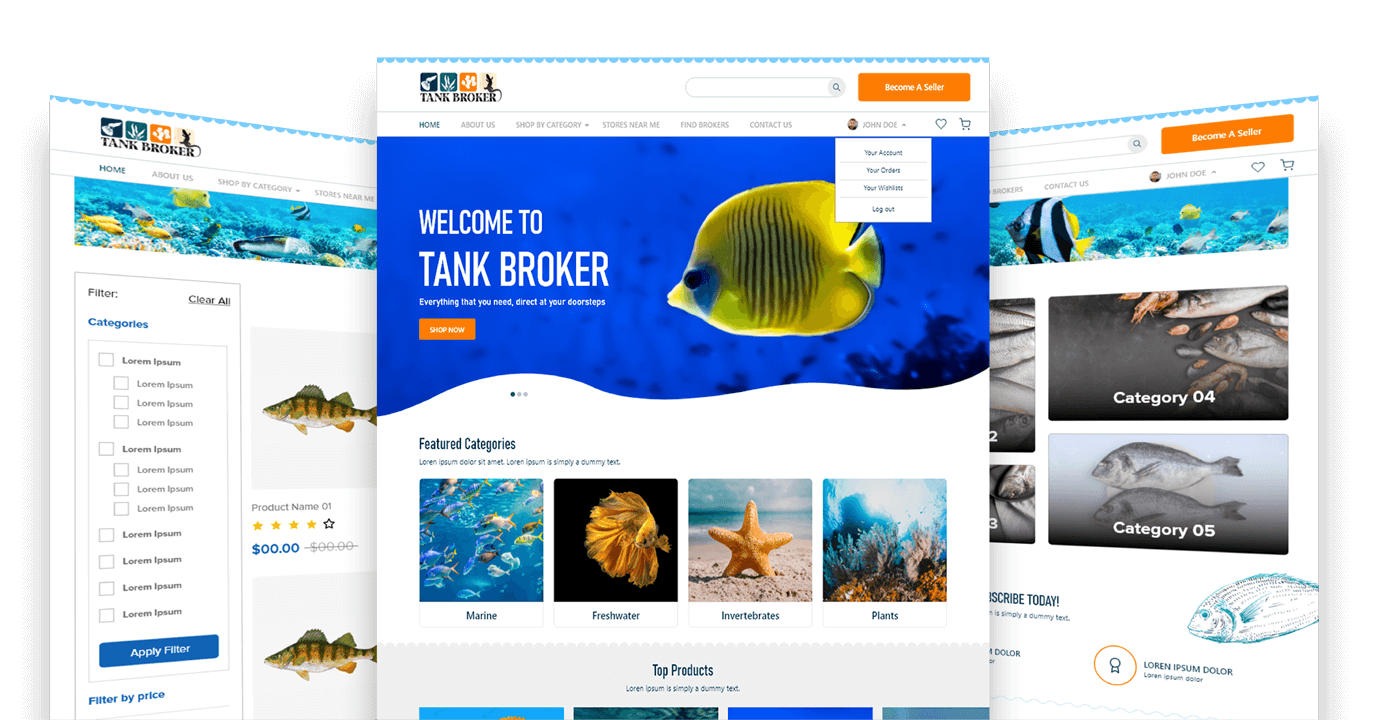 TANK BROKER
HOME
ABOUT US
SHOP BY CATEGORY
STORES NEAR ME
Filter:
Clear All
Categories
Lorem Ipsum
Lorem Ipsum
Lorem Ipsum
Lorem Ipsum
Lorem Ipsum
Lorem Ipsum
Lorem Ipsum
Lorem Ipsum
Lorem Ipsum
Lorem Ipsum
Lorem Ipsum
Lorem Ipsum
Apply Filter
Filter by price
Product Name 01
$00.00 $00.00
TANK BROKER
Become A Seller
HOME
ABOUT US
SHOP BY CATEGORY
STORES NEAR ME
FIND BROKERS
CONTACT US
JOHN DOE
Your Account
Your Orders
Your Wishlists
Log out
WELCOME TO
TANK BROKER
Everything that you need, direct at your doorsteps
SHOP NOW
Featured Categories
Lorem ipsum dolor sit amet. Lorem Ipsum is simply a dummy text.
Marine
Freshwater
Invertebrates
Plants
Top Products
Lorem Ipsum is simply a dummy text.
Become A Seller
BROKERS
CONTACT US
JOHN DOE
2
Category 04
3
Category 05
SCRIBE TODAY!
is simply a dummy text.
DOLOR
LOREM IPSUM DOLOR
Lorem ipsum dolor